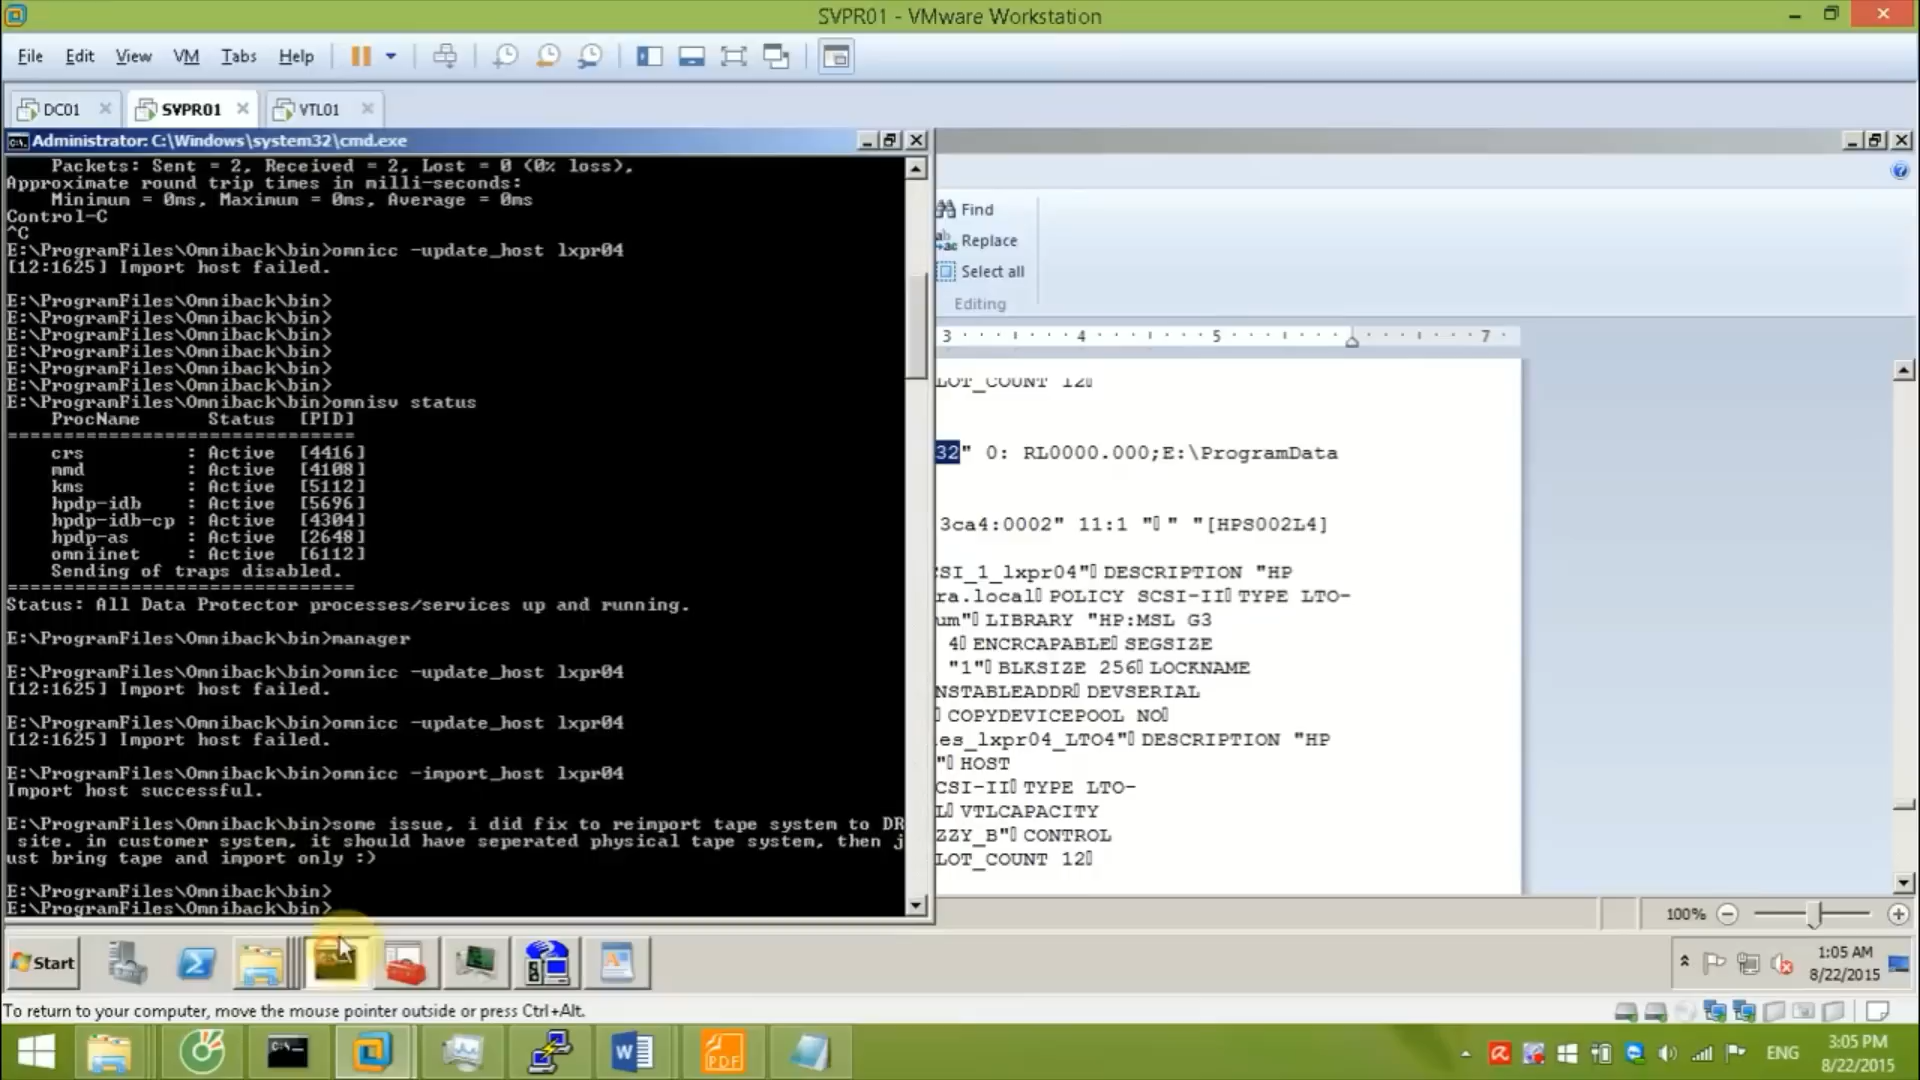 SVPR01 - VMware Workstation
File Edit View VM Tabs Help
DC01 SVPR01 VTL01
Administrator: C:\Windows\system32\cmd.exe
Packets: Sent = 2, Received = 2, Lost = 0 (0% loss),
Approximate round trip times in milli-seconds:
Minimum = 0ms, Maximum = 0ms, Average = 0ms
Control-C
^C
E:\ProgramFiles\Omniback\bin>omnicc -update_host lxpr04
[12:1625] Import host failed.
E:\ProgramFiles\Omniback\bin>
E:\ProgramFiles\Omniback\bin>
E:\ProgramFiles\Omniback\bin>
E:\ProgramFiles\Omniback\bin>
E:\ProgramFiles\Omniback\bin>
E:\ProgramFiles\Omniback\bin>
E:\ProgramFiles\Omniback\bin>omnisv status
ProcName Status [PID]
===============================
crs : Active [4416]
mmd : Active [4108]
kms : Active [5112]
hpdp-idb : Active [5696]
hpdp-idb-cp : Active [4304]
hpdp-as : Active [2648]
omniinet : Active [6112]
Sending of traps disabled.
===============================
Status: All Data Protector processes/services up and running.
E:\ProgramFiles\Omniback\bin>manager
E:\ProgramFiles\Omniback\bin>omnicc -update_host lxpr04
[12:1625] Import host failed.
E:\ProgramFiles\Omniback\bin>omnicc -update_host lxpr04
[12:1625] Import host failed.
E:\ProgramFiles\Omniback\bin>omnicc -import_host lxpr04
Import host successful.
E:\ProgramFiles\Omniback\bin>some issue, i did fix to reimport tape system to DR
site. in customer system, it should have seperated physical tape system, then j
ust bring tape and import only :)
E:\ProgramFiles\Omniback\bin>
E:\ProgramFiles\Omniback\bin>
Find
Replace
Select all
Editing
3 4 5 7
LOT_COUNT 12
32" 0: RL0000.000;E:\ProgramData
3ca4:0002" 11:1 " " "[HPS002L4]
CSI_1_lxpr04" DESCRIPTION "HP
ra.local POLICY SCSI-II TYPE LTO-
um" LIBRARY "HP:MSL G3
4 ENCRCAPABLE SEGSIZE
"1" BLKSIZE 256 LOCKNAME
NSTABLEADDR DEVSERIAL
COPYDEVICEPOOL NO
es_lxpr04_LTO4" DESCRIPTION "HP
" HOST
CSI-II TYPE LTO-
L VTLCAPACITY
ZZY_B" CONTROL
LOT_COUNT 12
100%
Start
1:05 AM
8/22/2015
To return to your computer, move the mouse pointer outside or press Ctrl+Alt.
PDF
ENG
3:05 PM
8/22/2015